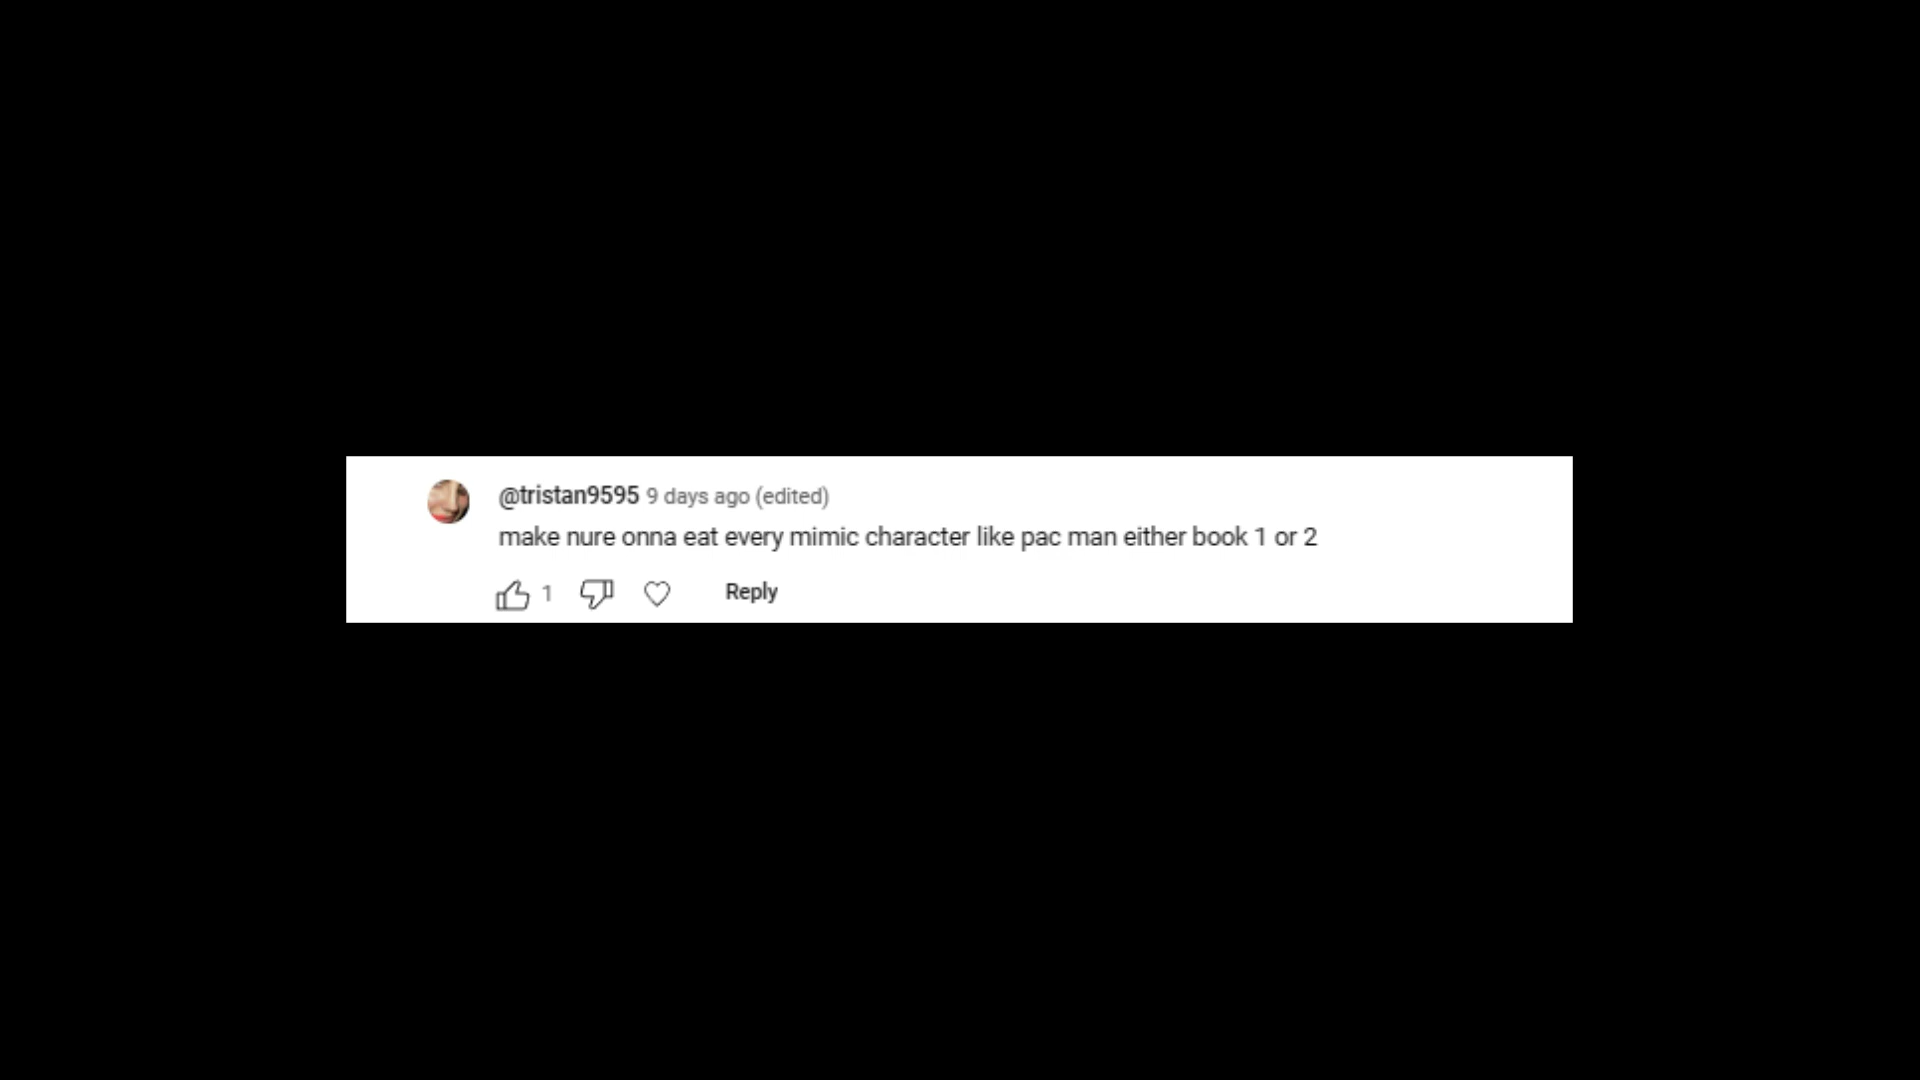 @tristan9595 9 days ago (edited)
make nure onna eat every mimic character like pac man either book 1 or 2
1 Reply